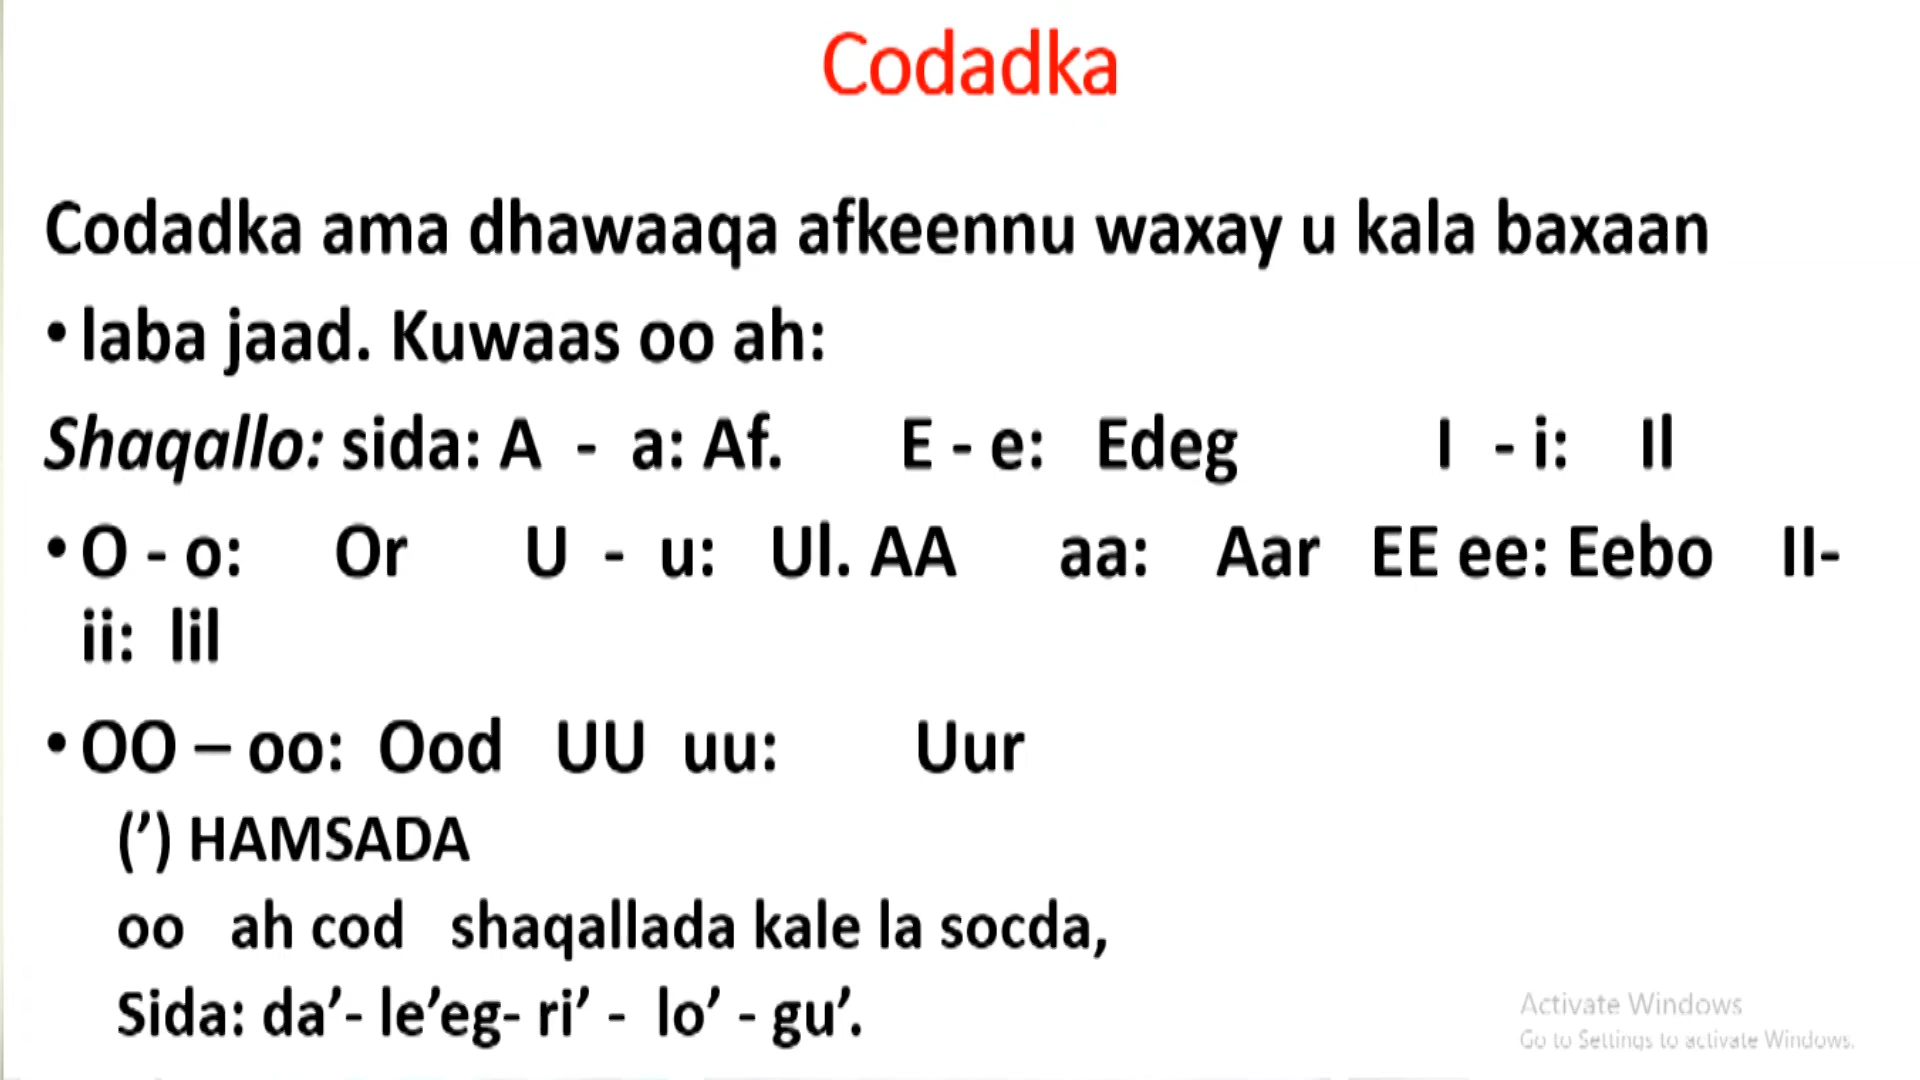 Codadka
Codadka ama dhawaaqa afkeennu waxay u kala baxaan
• laba jaad. Kuwaas oo ah:
Shaqallo: sida: A - a: Af. E - e: Edeg I - i: Il
• O - o: Or U - u: Ul. AA aa: Aar EE ee: Eebo II-
ii: Iil
• OO – oo: Ood UU uu: Uur
(’) HAMSADA
oo ah cod shaqallada kale la socda,
Sida: da’- le’eg- ri’ - lo’ - gu’.
Activate Windows
Go to Settings to activate Windows.